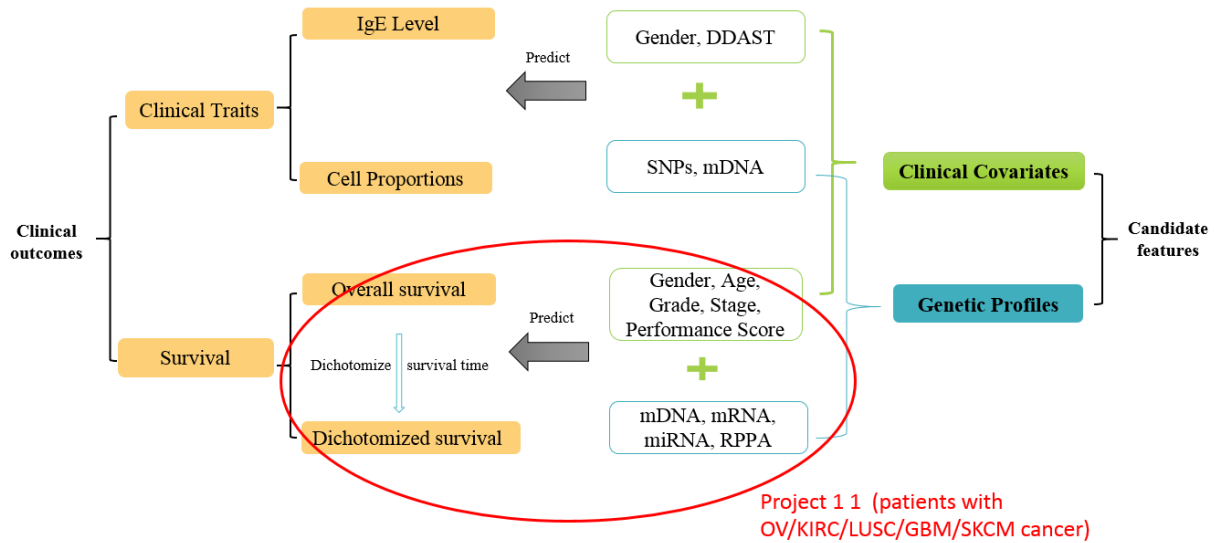 IgE Level
Gender, DDAST
Predict
Clinical Traits
SNPs, mDNA
Clinical Covariates
Cell Proportions
Clinical
outcomes
Candidate
features
Overall survival
Gender, Age,
Grade, Stage,
Performance Score
Genetic Profiles
Predict
Survival
Dichotomize survival time
mDNA, mRNA,
miRNA, RPPA
Dichotomized survival
Project 1 1 (patients with
OV/KIRC/LUSC/GBM/SKCM cancer)